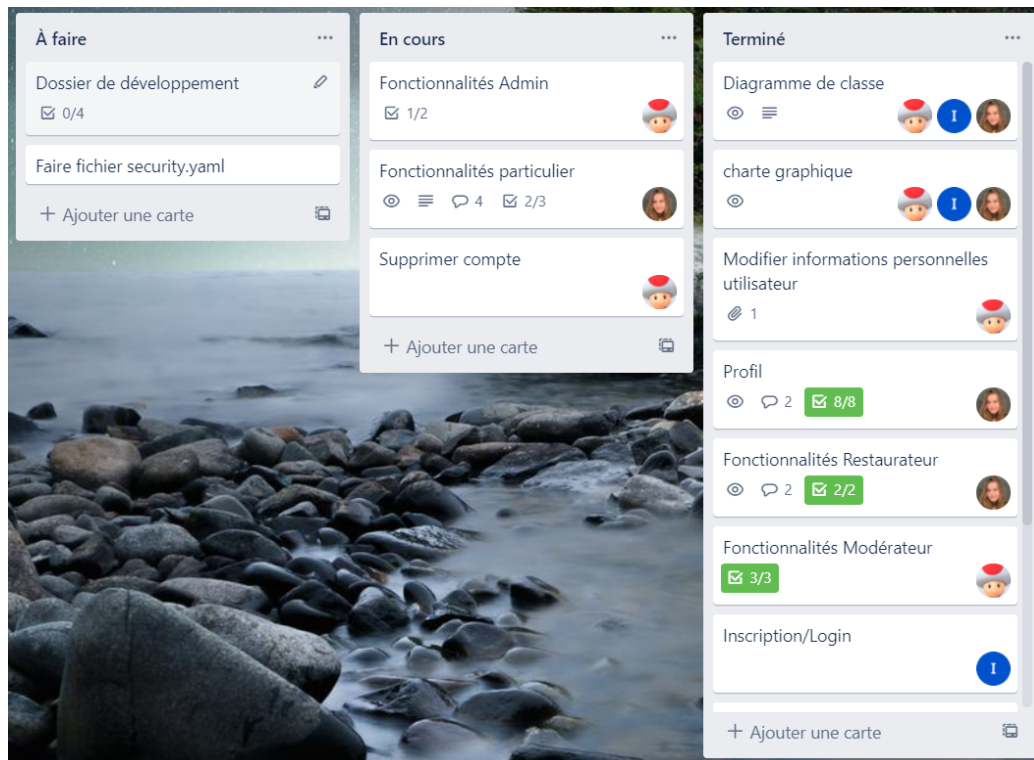 À faire
Dossier de développement
0/4
Faire fichier security.yaml
+ Ajouter une carte
En cours
Fonctionnalités Admin
1/2
Fonctionnalités particulier
4 2/3
Supprimer compte
+ Ajouter une carte
Terminé
Diagramme de classe
I
charte graphique
I
Modifier informations personnelles
utilisateur
1
Profil
2 8/8
Fonctionnalités Restaurateur
2 2/2
Fonctionnalités Modérateur
3/3
Inscription/Login
I
+ Ajouter une carte